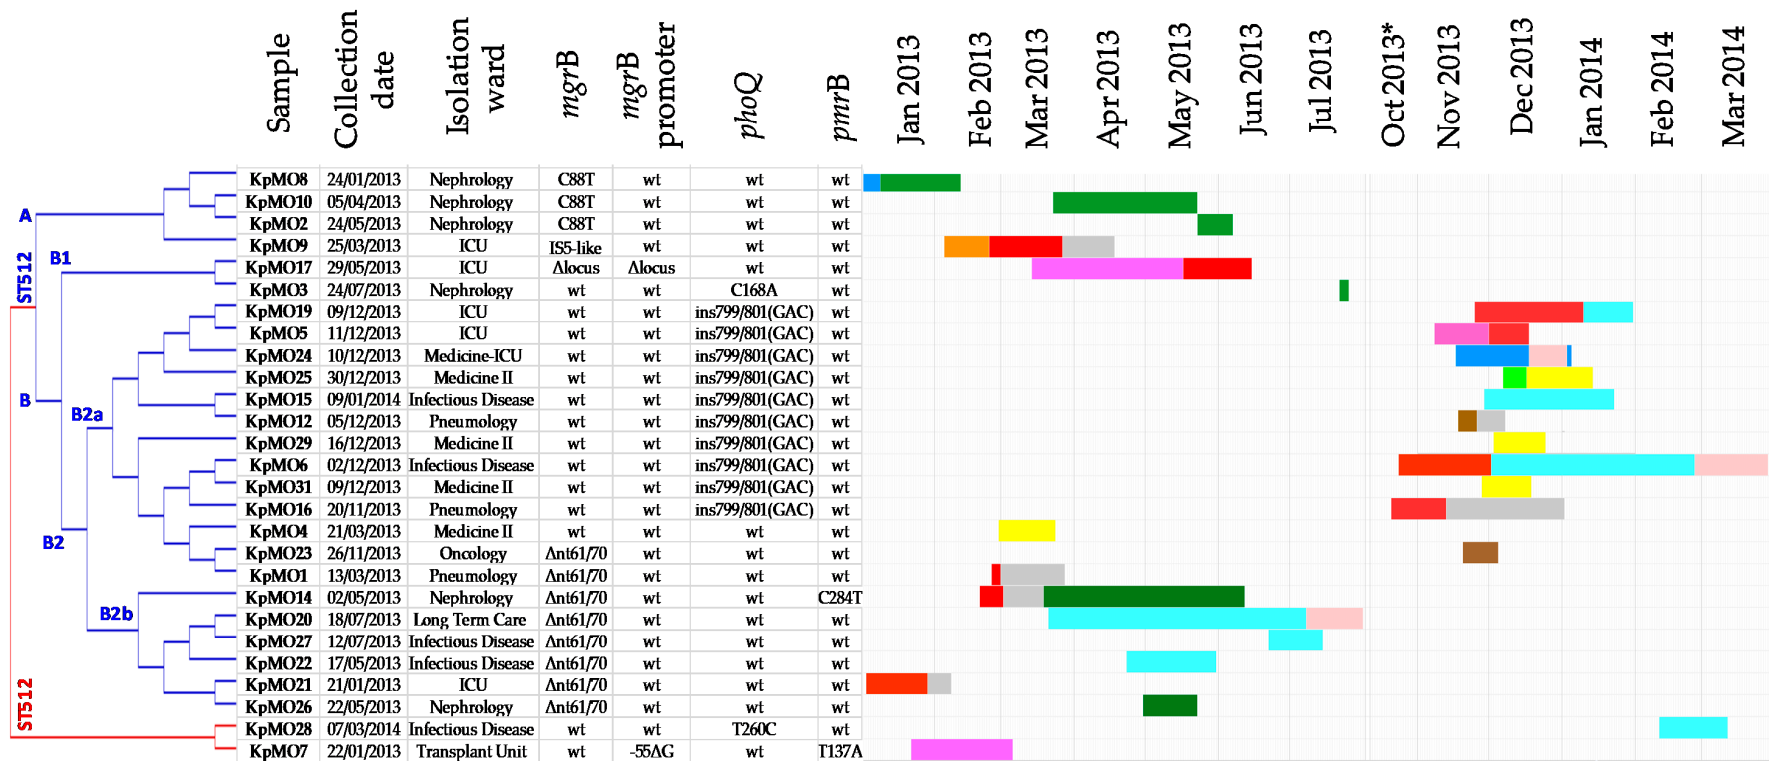 Sample Collection date Isolation ward mgrB mgrB promoter phoQ pmrB Jan 2013 Feb 2013 Mar 2013 Apr 2013 May 2013 Jun 2013 Jul 2013 Oct 2013* Nov 2013 Dec 2013 Jan 2014 Feb 2014 Mar 2014
KpMO8 24/01/2013 Nephrology C88T wt wt wt
KpMO10 05/04/2013 Nephrology C88T wt wt wt
A KpMO2 24/05/2013 Nephrology C88T wt wt wt
KpMO9 25/03/2013 ICU IS5-like wt wt wt
ST512 B1 KpMO17 29/05/2013 ICU Δlocus Δlocus wt wt
KpMO3 24/07/2013 Nephrology wt wt C168A wt
KpMO19 09/12/2013 ICU wt wt ins799/801(GAC) wt
KpMO5 11/12/2013 ICU wt wt ins799/801(GAC) wt
KpMO24 10/12/2013 Medicine-ICU wt wt ins799/801(GAC) wt
KpMO25 30/12/2013 Medicine II wt wt ins799/801(GAC) wt
B KpMO15 09/01/2014 Infectious Disease wt wt ins799/801(GAC) wt
B2a KpMO12 05/12/2013 Pneumology wt wt ins799/801(GAC) wt
KpMO29 16/12/2013 Medicine II wt wt ins799/801(GAC) wt
KpMO6 02/12/2013 Infectious Disease wt wt ins799/801(GAC) wt
KpMO31 09/12/2013 Medicine II wt wt ins799/801(GAC) wt
KpMO16 20/11/2013 Pneumology wt wt ins799/801(GAC) wt
KpMO4 21/03/2013 Medicine II wt wt wt wt
B2 KpMO23 26/11/2013 Oncology Δnt61/70 wt wt wt
KpMO1 13/03/2013 Pneumology Δnt61/70 wt wt wt
KpMO14 02/05/2013 Nephrology Δnt61/70 wt wt C284T
B2b KpMO20 18/07/2013 Long Term Care Δnt61/70 wt wt wt
KpMO27 12/07/2013 Infectious Disease Δnt61/70 wt wt wt
KpMO22 17/05/2013 Infectious Disease Δnt61/70 wt wt wt
KpMO21 21/01/2013 ICU Δnt61/70 wt wt wt
ST512 KpMO26 22/05/2013 Nephrology Δnt61/70 wt wt wt
KpMO28 07/03/2014 Infectious Disease wt wt T260C wt
KpMO7 22/01/2013 Transplant Unit wt -55ΔG wt T137A